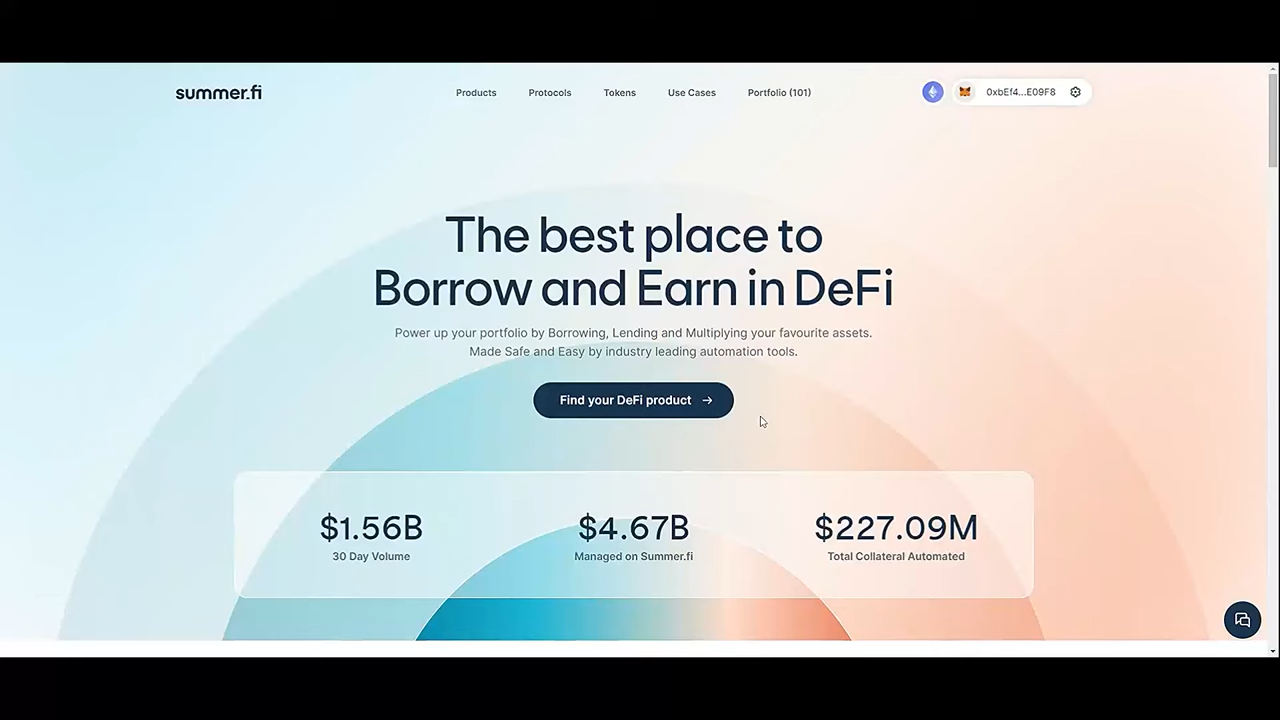 summer.fi
Products
Protocols
Tokens
Use Cases
Portfolio (101)
0xbEf4...E09F8
The best place to
Borrow and Earn in DeFi
Power up your portfolio by Borrowing, Lending and Multiplying your favourite assets.
Made Safe and Easy by industry leading automation tools.
Find your DeFi product →
$1.56B
30 Day Volume
$4.67B
Managed on Summer.fi
$227.09M
Total Collateral Automated